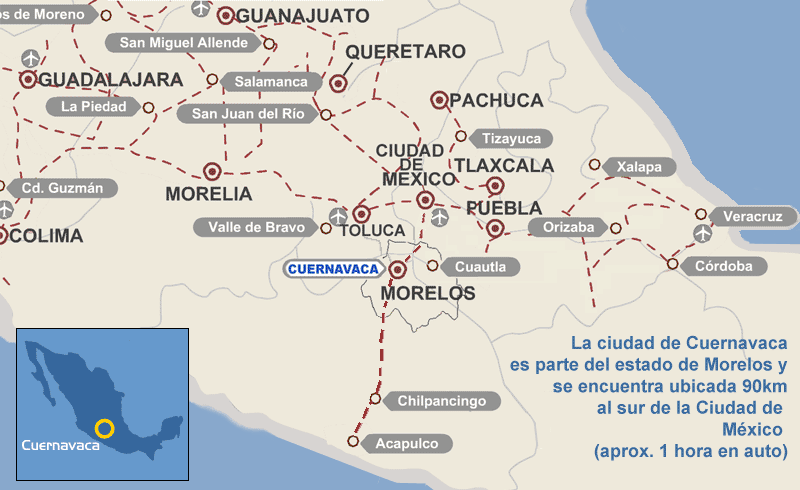 os de Moreno
GUANAJUATO
San Miguel Allende
QUERETARO
GUADALAJARA
Salamanca
La Piedad
San Juan del Río
PACHUCA
Tizayuca
CIUDAD
DE
MEXICO
TLAXCALA
Xalapa
Cd. Guzmán
MORELIA
PUEBLA
Veracruz
Valle de Bravo
TOLUCA
Orizaba
COLIMA
CUERNAVACA
Cuautla
Córdoba
MORELOS
La ciudad de Cuernavaca
es parte del estado de Morelos y
se encuentra ubicada 90km
al sur de la Ciudad de
México
(aprox. 1 hora en auto)
Chilpancingo
Acapulco
Cuernavaca